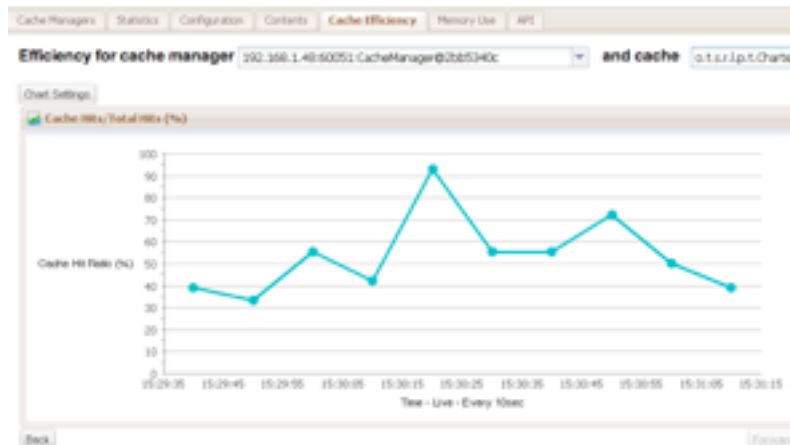 Cache Managers Statistics Configuration Contents Cache Efficiency Memory Use API
Efficiency for cache manager 192.168.1.48:60051:CacheManager@2bb5340c and cache o.t.s.r.l.p.t.Charte
Chart Settings
Cache Hits/Total Hits (%)
100
90
80
70
60
Cache Hit Ratio (%) 50
40
30
20
10
0
15:29:35 15:29:45 15:29:55 15:30:05 15:30:15 15:30:25 15:30:35 15:30:45 15:30:55 15:31:05 15:31:15
Time - Live - Every 10sec
Back Forward